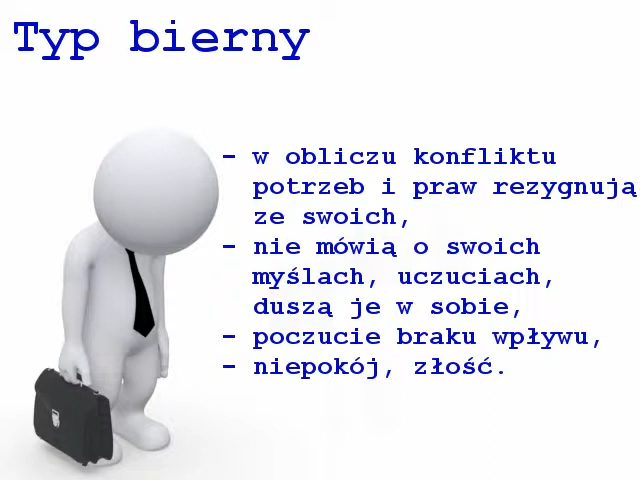 Typ bierny
- w obliczu konfliktu
potrzeb i praw rezygnują
ze swoich,
- nie mówią o swoich
myślach, uczuciach,
duszą je w sobie,
- poczucie braku wpływu,
- niepokój, złość.